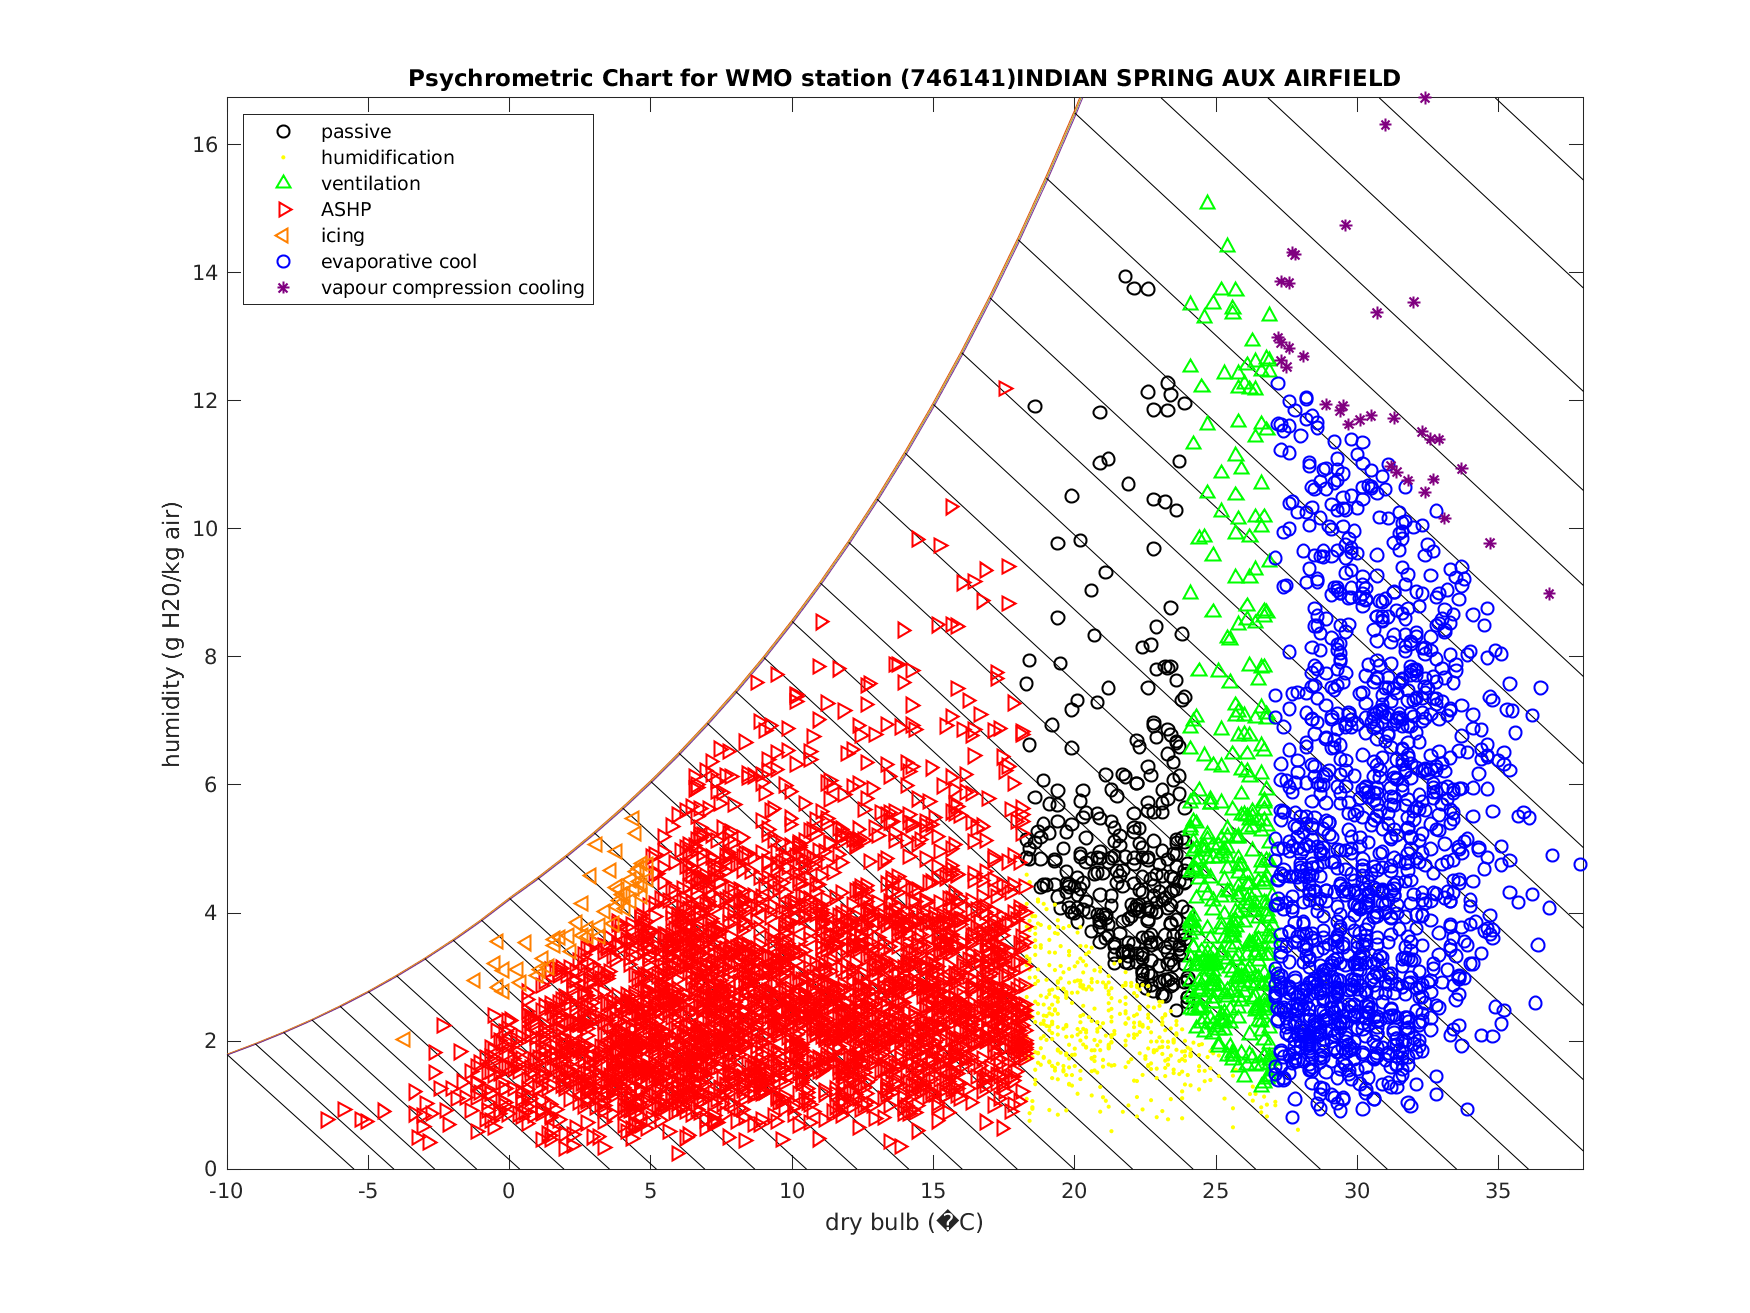 Psychrometric Chart for WMO station (746141)INDIAN SPRING AUX AIRFIELD
passive
humidification
ventilation
ASHP
icing
evaporative cool
vapour compression cooling
humidity (g H20/kg air)
16
14
12
10
8
6
4
2
0
-10 -5 0 5 10 15 20 25 30 35
dry bulb (�C)